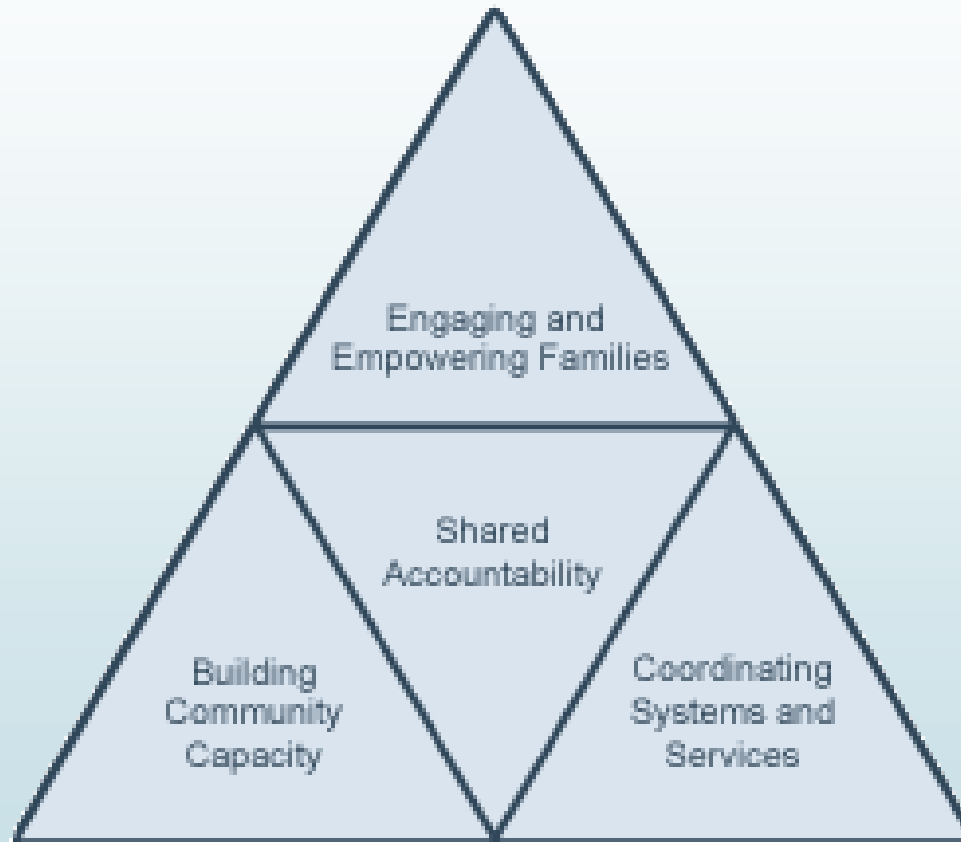 Engaging and
Empowering Families
Shared
Accountability
Building
Community
Capacity
Coordinating
Systems and
Services